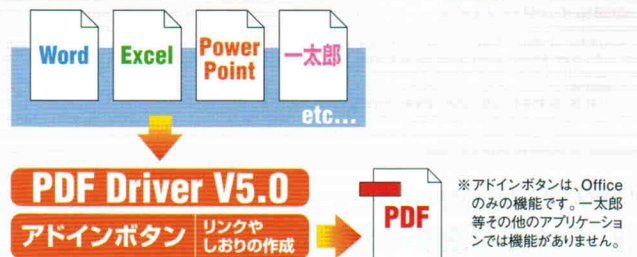 Word
Excel
Power
Point
一太郎
etc...
PDF Driver V5.0
アドインボタン
リンクや
しおりの作成
PDF
※アドインボタンは、Office
のみの機能です。一太郎
等その他のアプリケーショ
ンでは機能がありません。